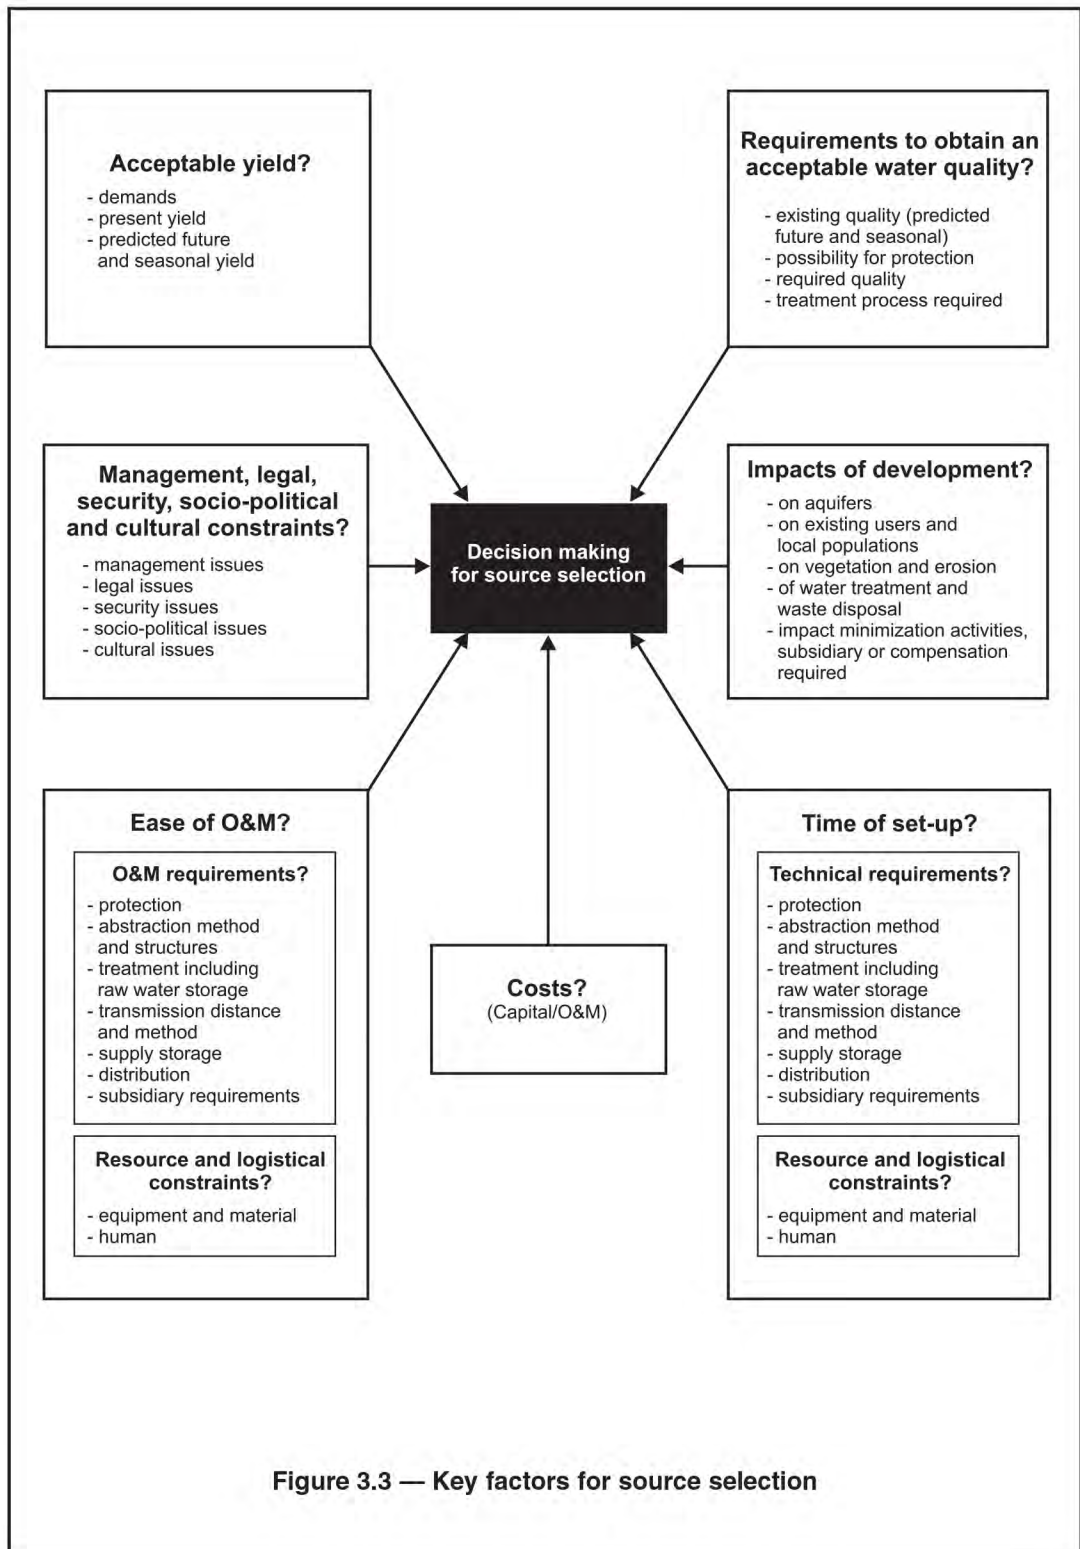 Acceptable yield?
- demands
- present yield
- predicted future
and seasonal yield
Requirements to obtain an
acceptable water quality?
- existing quality (predicted
future and seasonal)
- possibility for protection
- required quality
- treatment process required
Management, legal,
security, socio-political
and cultural constraints?
- management issues
- legal issues
- security issues
- socio-political issues
- cultural issues
Decision making
for source selection
Impacts of development?
- on aquifers
- on existing users and
local populations
- on vegetation and erosion
- of water treatment and
waste disposal
- impact minimization activities,
subsidiary or compensation
required
Ease of O&M?
O&M requirements?
- protection
- abstraction method
and structures
- treatment including
raw water storage
- transmission distance
and method
- supply storage
- distribution
- subsidiary requirements
Resource and logistical
constraints?
- equipment and material
- human
Costs?
(Capital/O&M)
Time of set-up?
Technical requirements?
- protection
- abstraction method
and structures
- treatment including
raw water storage
- transmission distance
and method
- supply storage
- distribution
- subsidiary requirements
Resource and logistical
constraints?
- equipment and material
- human
Figure 3.3 — Key factors for source selection